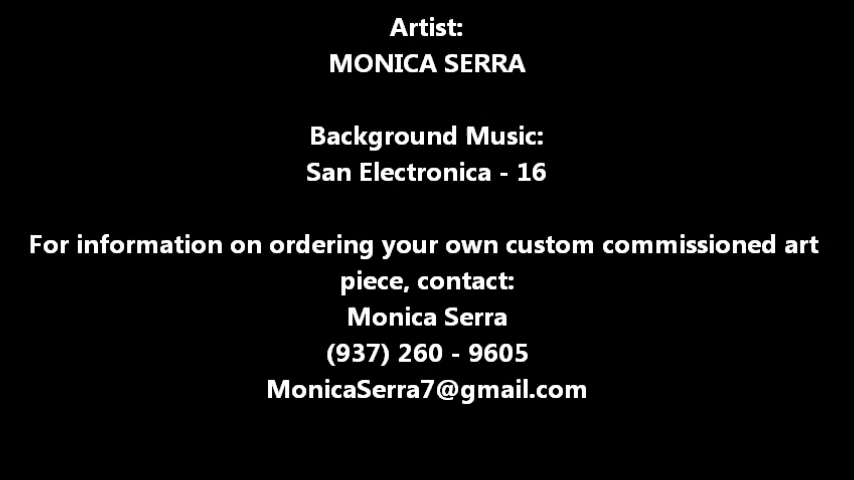 Artist:
MONICA SERRA
Background Music:
San Electronica - 16
For information on ordering your own custom commissioned art
piece, contact:
Monica Serra
(937) 260 - 9605
MonicaSerra7@gmail.com